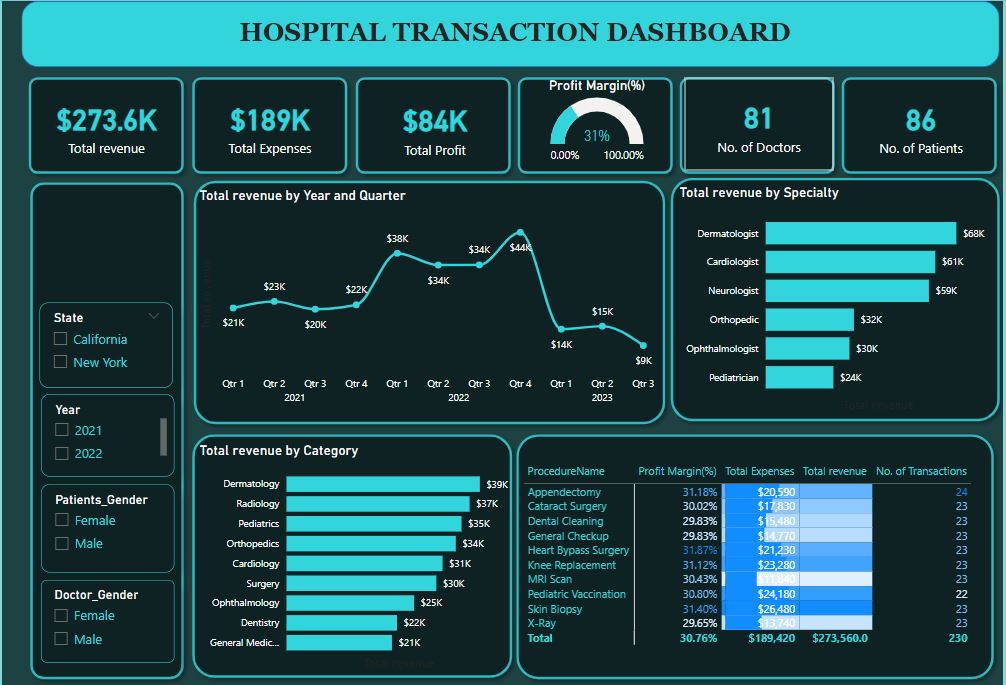 HOSPITAL TRANSACTION DASHBOARD
$273.6K
Total revenue
$189K
Total Expenses
$84K
Total Profit
Profit Margin(%)
31%
0.00% 100.00%
81
No. of Doctors
86
No. of Patients
State
California
New York
Year
2021
2022
Patients_Gender
Female
Male
Doctor_Gender
Female
Male
Total revenue by Year and Quarter
Total revenue
$21K $23K $20K $22K $38K $34K $34K $44K $14K $15K $9K
Qtr 1 Qtr 2 Qtr 3 Qtr 4 Qtr 1 Qtr 2 Qtr 3 Qtr 4 Qtr 1 Qtr 2 Qtr 3
2021 2022 2023
Total revenue by Specialty
Dermatologist $68K
Cardiologist $61K
Neurologist $59K
Orthopedic $32K
Ophthalmologist $30K
Pediatrician $24K
Total revenue
Total revenue by Category
Dermatology $39K
Radiology $37K
Pediatrics $35K
Orthopedics $34K
Cardiology $31K
Surgery $30K
Ophthalmology $25K
Dentistry $22K
General Medic... $21K
Total revenue
ProcedureName Profit Margin(%) Total Expenses Total revenue No. of Transactions
Appendectomy 31.18% $20,590 24
Cataract Surgery 30.02% $17,830 23
Dental Cleaning 29.83% $15,480 23
General Checkup 29.83% $14,770 23
Heart Bypass Surgery 31.87% $21,230 23
Knee Replacement 31.12% $23,280 23
MRI Scan 30.43% $11,840 23
Pediatric Vaccination 30.80% $24,180 22
Skin Biopsy 31.40% $26,480 23
X-Ray 29.65% $13,740 23
Total 30.76% $189,420 $273,560.0 230